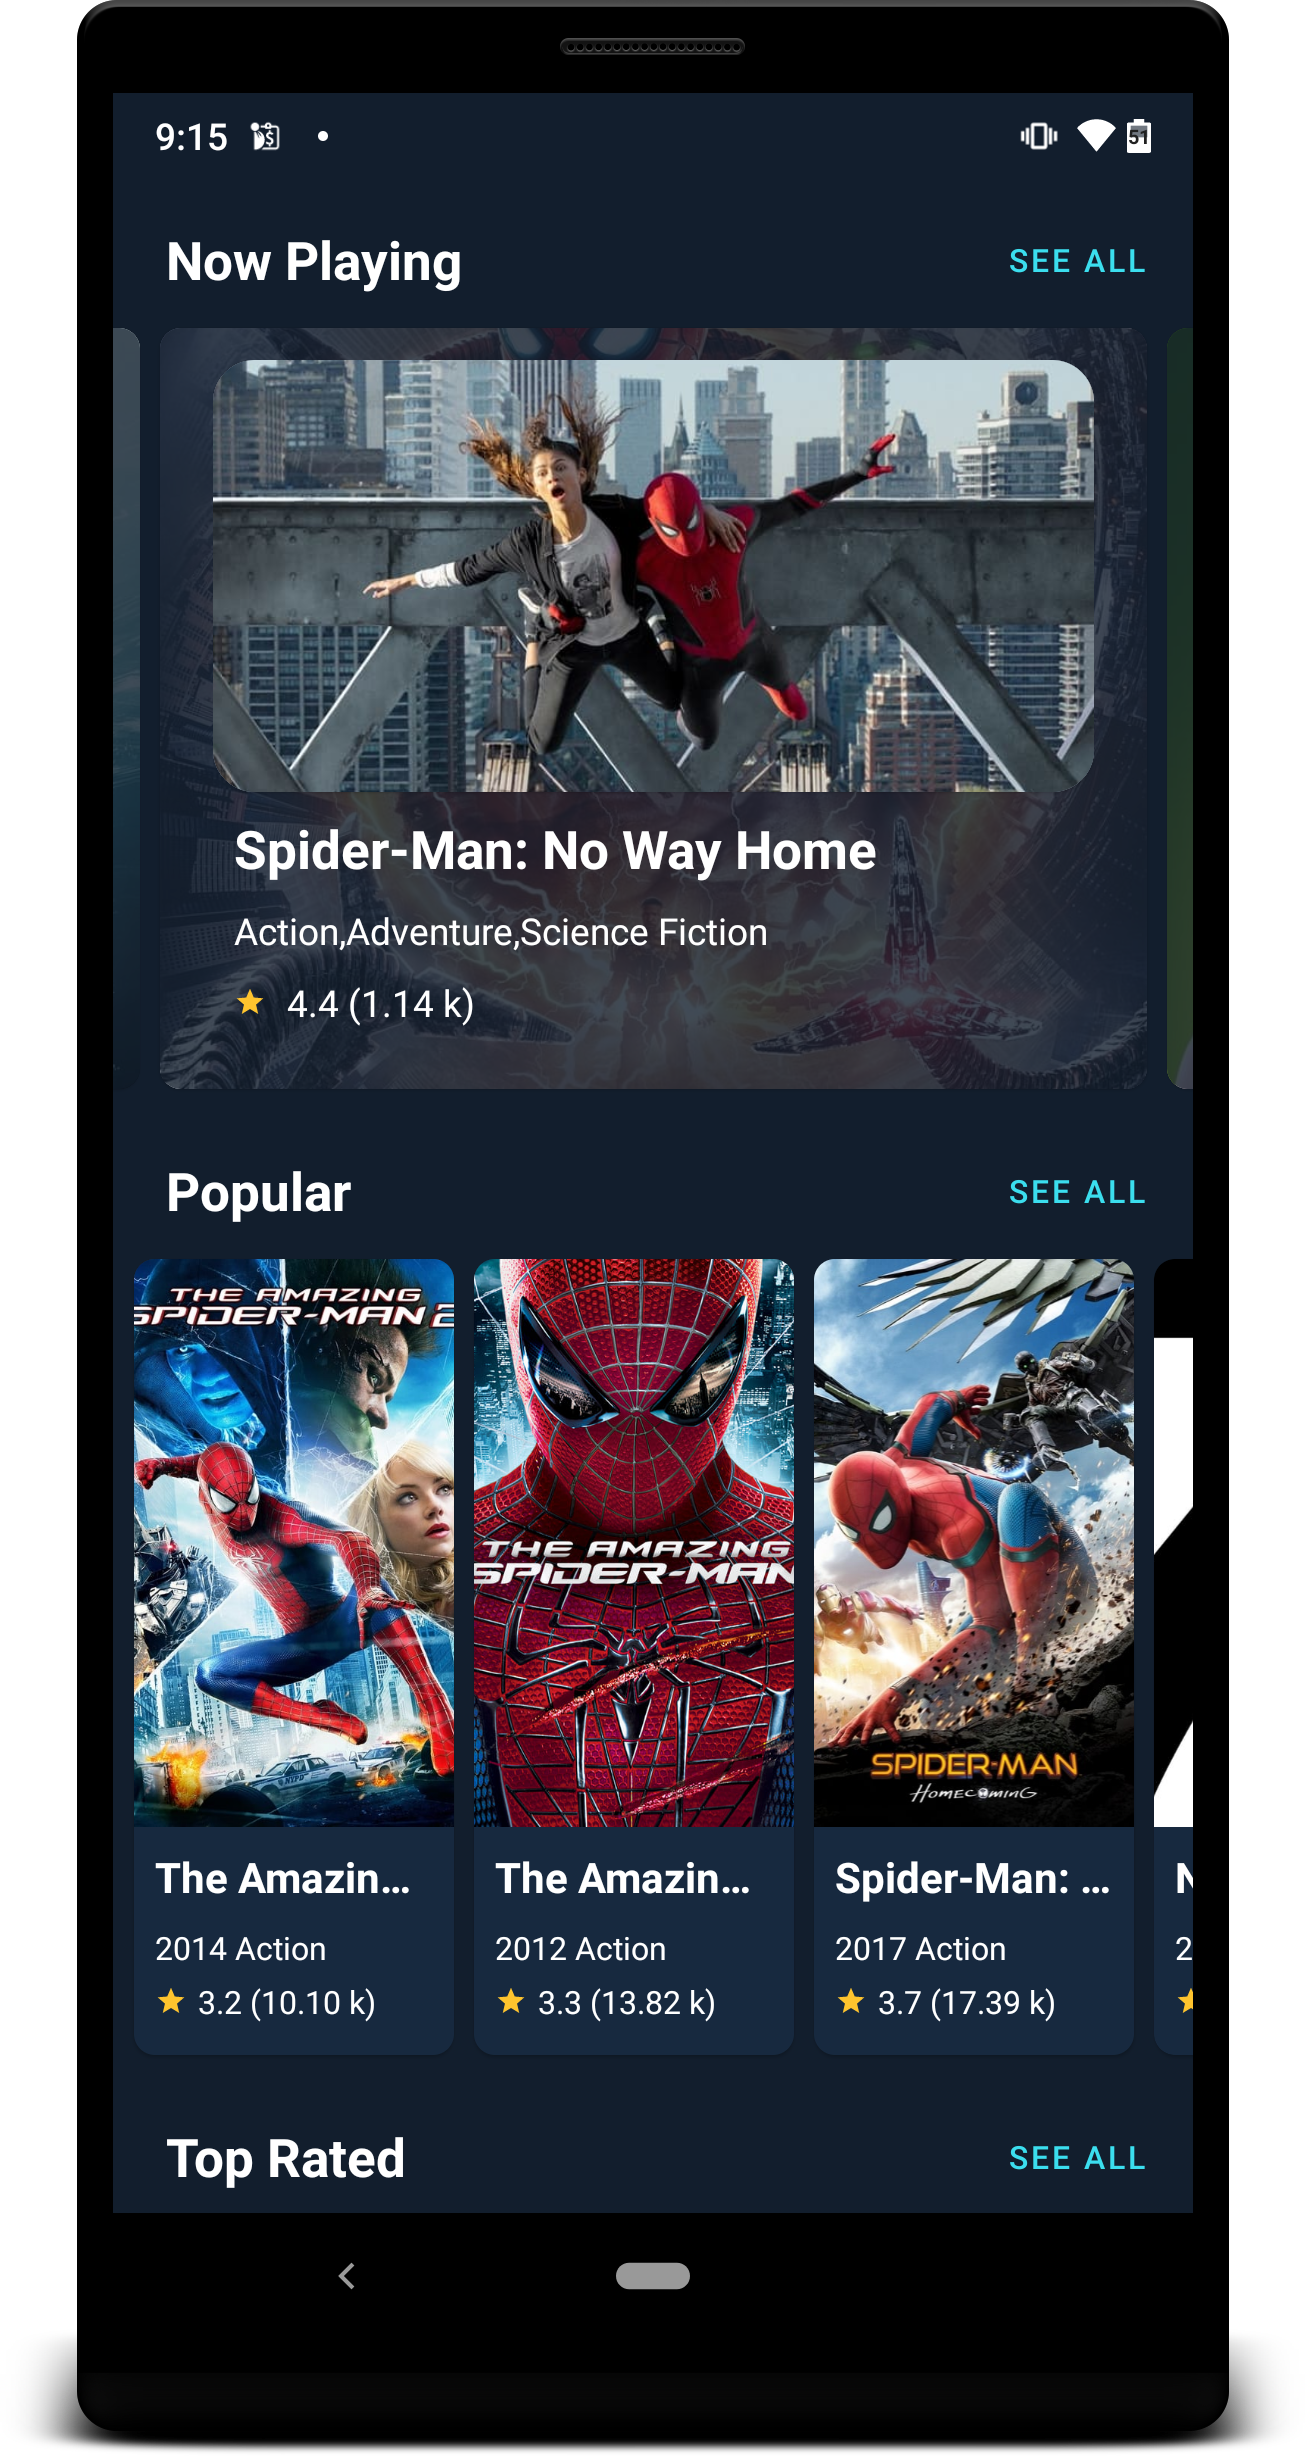 9:15
51
Now Playing
SEE ALL
Spider-Man: No Way Home
Action,Adventure,Science Fiction
4.4 (1.14 k)
Popular
SEE ALL
THE AMAZING
SPIDER-MAN 2
THE AMAZING
SPIDER-MAN
NYPD
SPIDER-MAN
HOMECOMING
The Amazin...
The Amazin...
Spider-Man: ...
N
2014 Action
2012 Action
2017 Action
2
3.2 (10.10 k)
3.3 (13.82 k)
3.7 (17.39 k)
Top Rated
SEE ALL